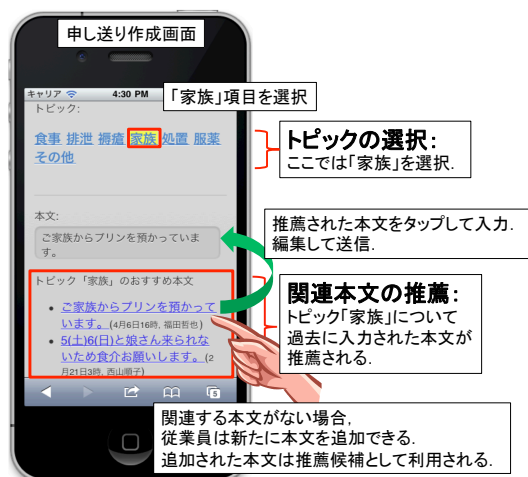 申し送り作成画面
キャリア 4:30 PM
「家族」項目を選択
トピック:
食事 排泄 褥瘡 家族 処置 服薬
その他
トピックの選択:
ここでは「家族」を選択.
本文:
ご家族からプリンを預かっていま
す。
推薦された本文をタップして入力.
編集して送信.
トピック「家族」のおすすめ本文
ご家族からプリンを預かって
います。(4月6日16時, 福田哲也)
5(土)6(日)と娘さん来られな
いため食介お願いします。(2
月21日3時, 西山順子)
関連本文の推薦:
トピック「家族」について
過去に入力された本文が
推薦される.
5
関連する本文がない場合,
従業員は新たに本文を追加できる.
追加された本文は推薦候補として利用される.